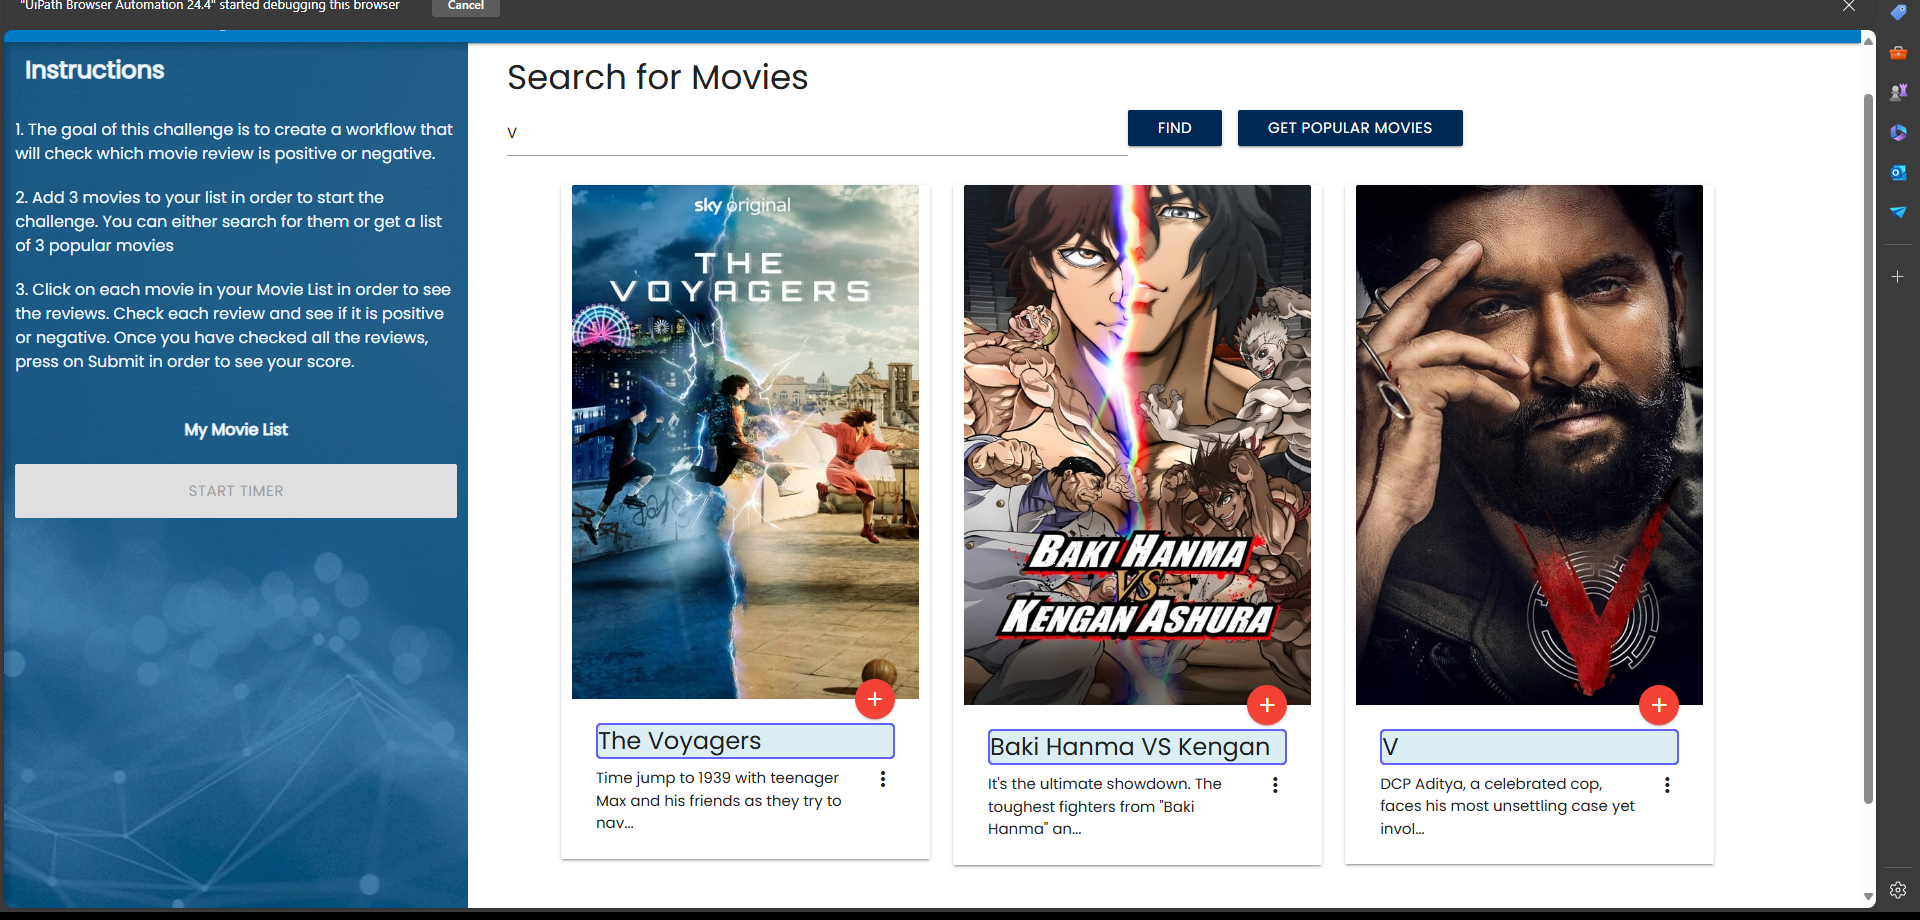 "UiPath Browser Automation 24.4" started debugging this browser
Cancel
Instructions
1. The goal of this challenge is to create a workflow that
will check which movie review is positive or negative.
2. Add 3 movies to your list in order to start the
challenge. You can either search for them or get a list
of 3 popular movies
3. Click on each movie in your Movie List in order to see
the reviews. Check each review and see if it is positive
or negative. Once you have checked all the reviews,
press on Submit in order to see your score.
My Movie List
START TIMER
Search for Movies
V
FIND
GET POPULAR MOVIES
sky original
THE
VOYAGERS
The Voyagers
Time jump to 1939 with teenager
Max and his friends as they try to
nav...
BAKI HANMA
VS
KENGAN ASHURA
Baki Hanma VS Kengan
It's the ultimate showdown. The
toughest fighters from "Baki
Hanma" an...
V
V
DCP Aditya, a celebrated cop,
faces his most unsettling case yet
invol...